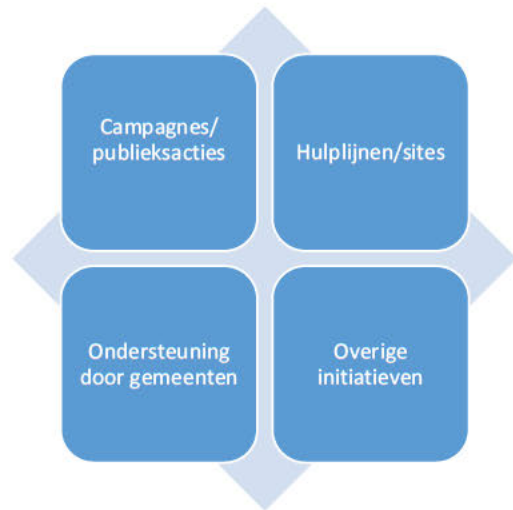 Campagnes/
publieksacties
Hulplijnen/sites
Ondersteuning
door gemeenten
Overige
initiatieven